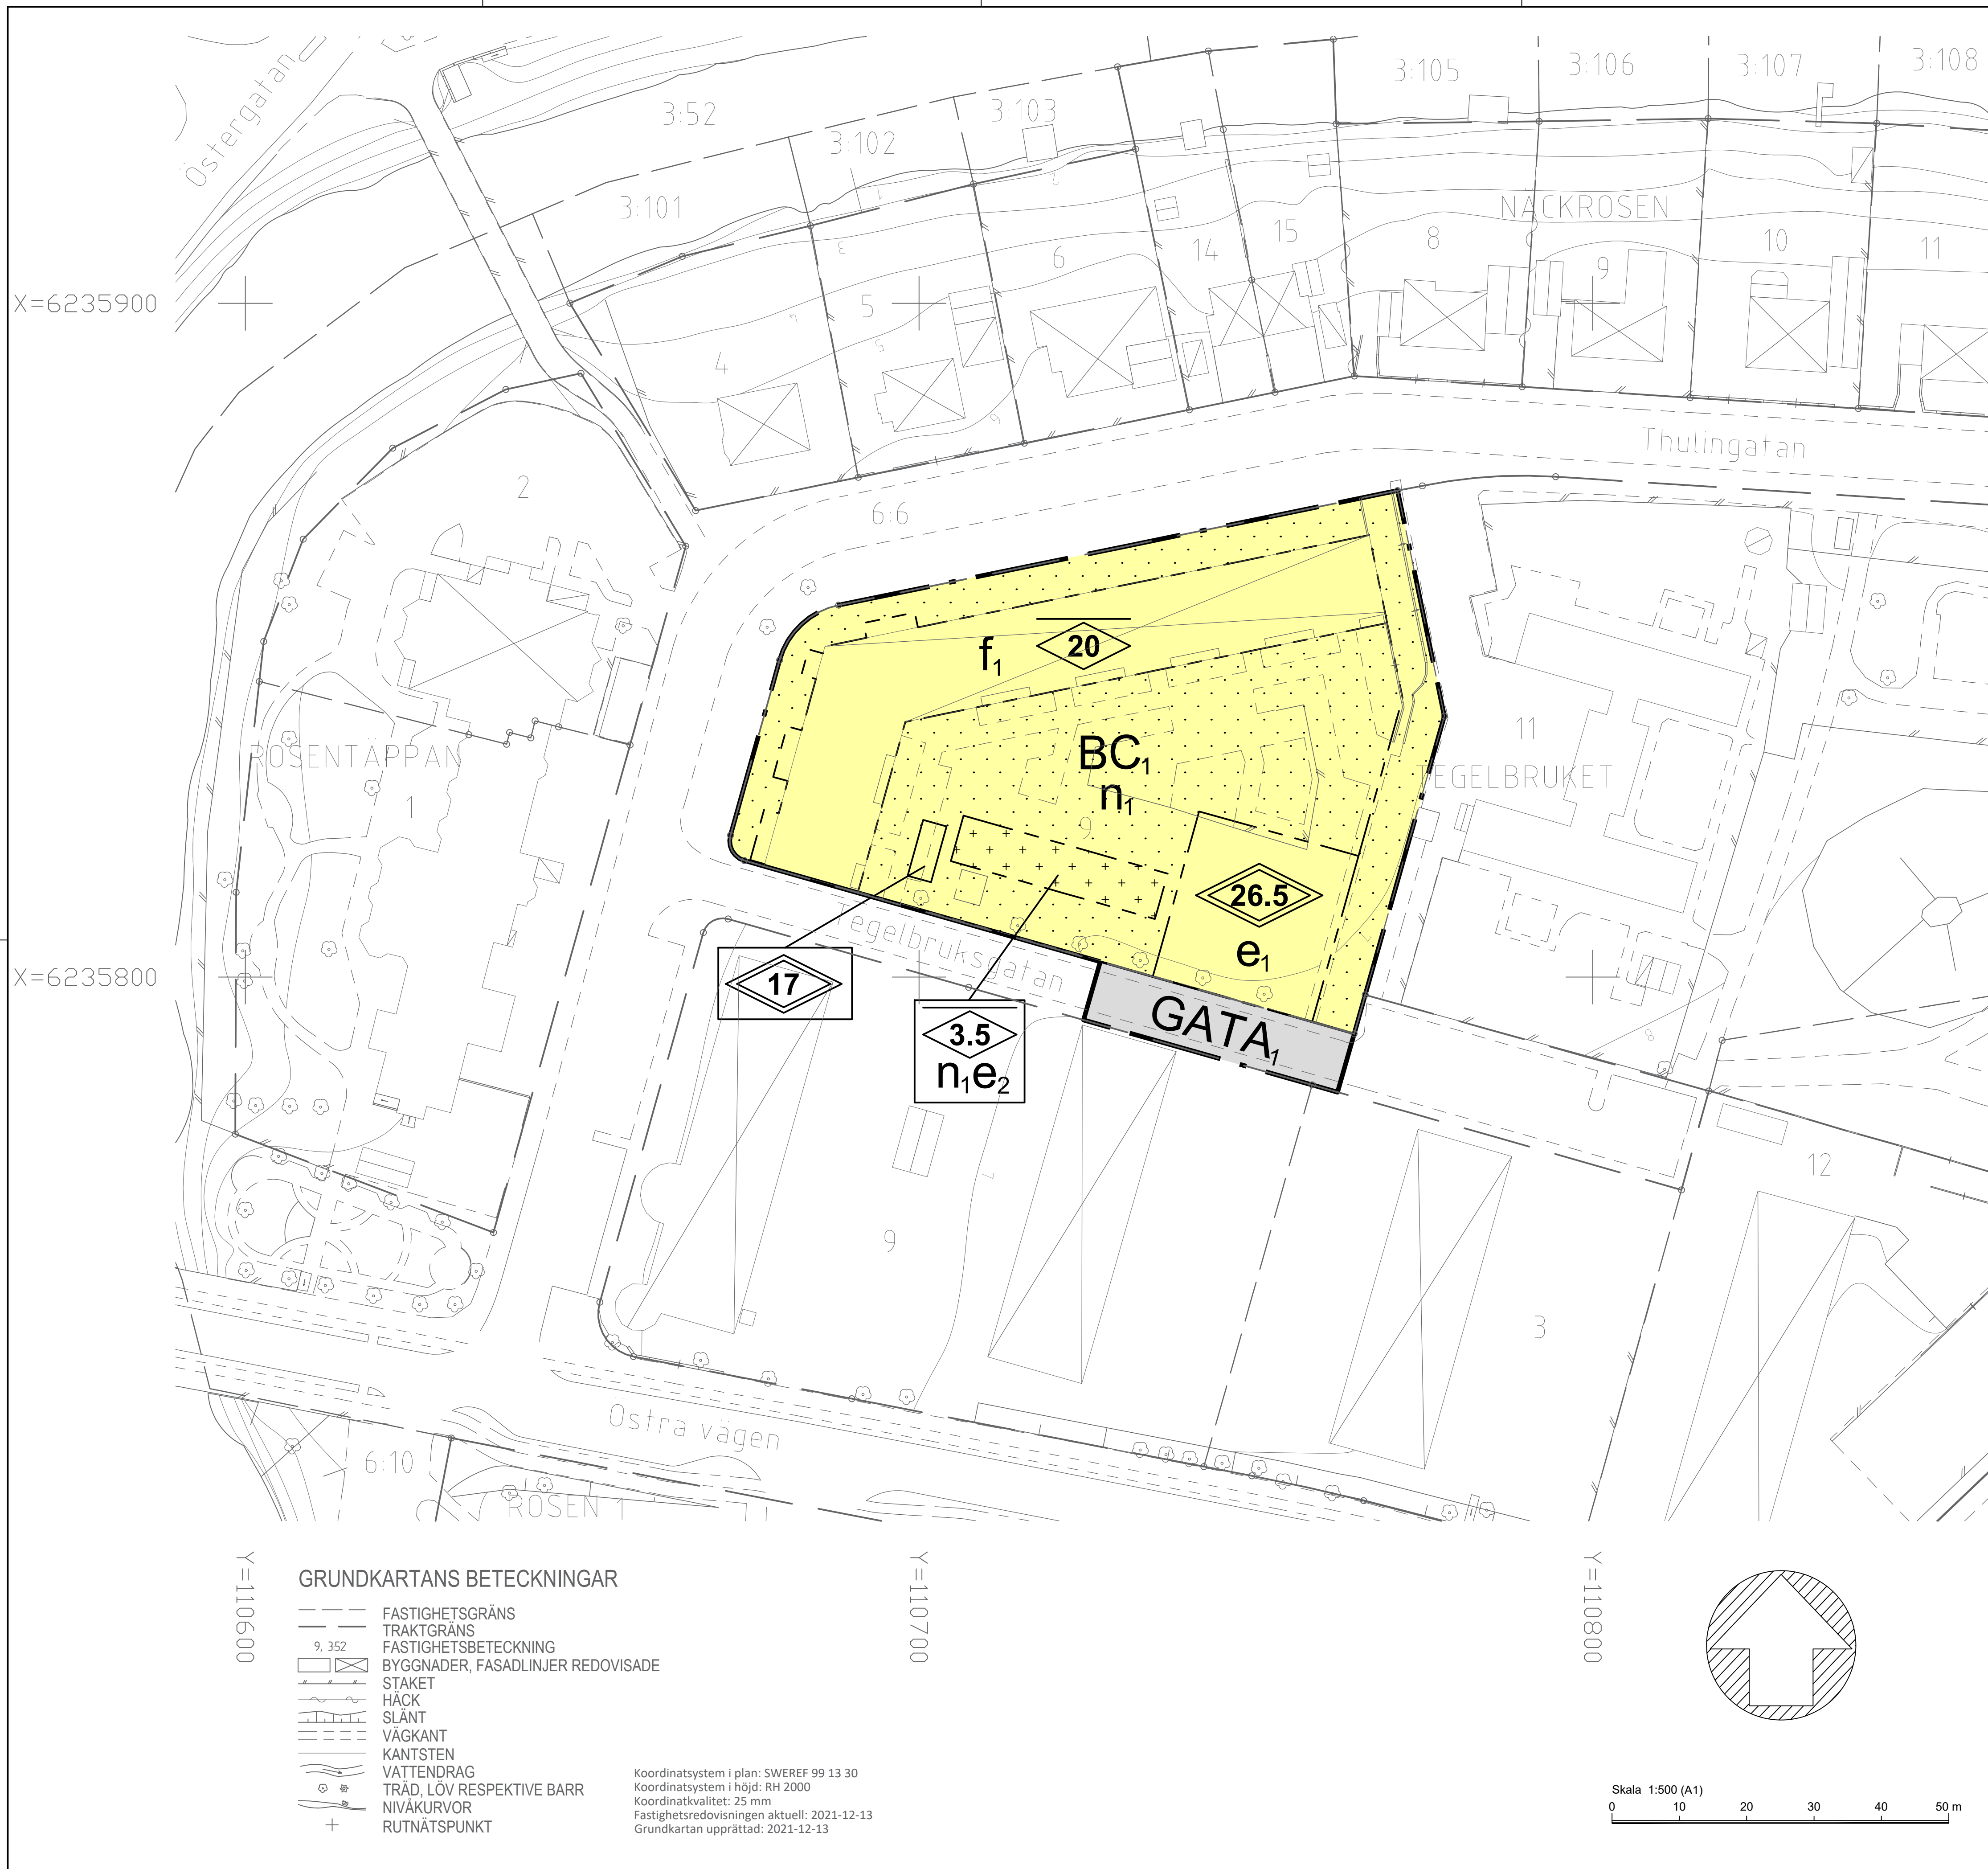 Östergatan
3:52
3:102
3:103
3:101
3:105
3:106
3:107
3:108
NÄCKROSEN
X=6235900
4
5
6
14
15
8
9
10
11
Thulingatan
2
6:6
f1
20
BC1
n1
9
ROSENTÄPPAN
1
11
TEGELBRUKET
26.5
e1
X=6235800
Tegelbruksgatan
17
3.5
n1e2
GATA1
12
9
3
8
Östra vägen
6:10
ROSEN 1
Y=110600
Y=110700
Y=110800
GRUNDKARTANS BETECKNINGAR
FASTIGHETSGRÄNS
TRAKTGRÄNS
9, 3:52 FASTIGHETSBETECKNING
BYGGNADER, FASADLINJER REDOVISADE
STAKET
HÄCK
SLÄNT
VÄGKANT
KANTSTEN
VATTENDRAG
TRÄD, LÖV RESPEKTIVE BARR
NIVÅKURVOR
RUTNÄTSPUNKT
Koordinatsystem i plan: SWEREF 99 13 30
Koordinatsystem i höjd: RH 2000
Koordinatkvalitet: 25 mm
Fastighetsredovisningen aktuell: 2021-12-13
Grundkartan upprättad: 2021-12-13
Skala 1:500 (A1)
0 10 20 30 40 50 m